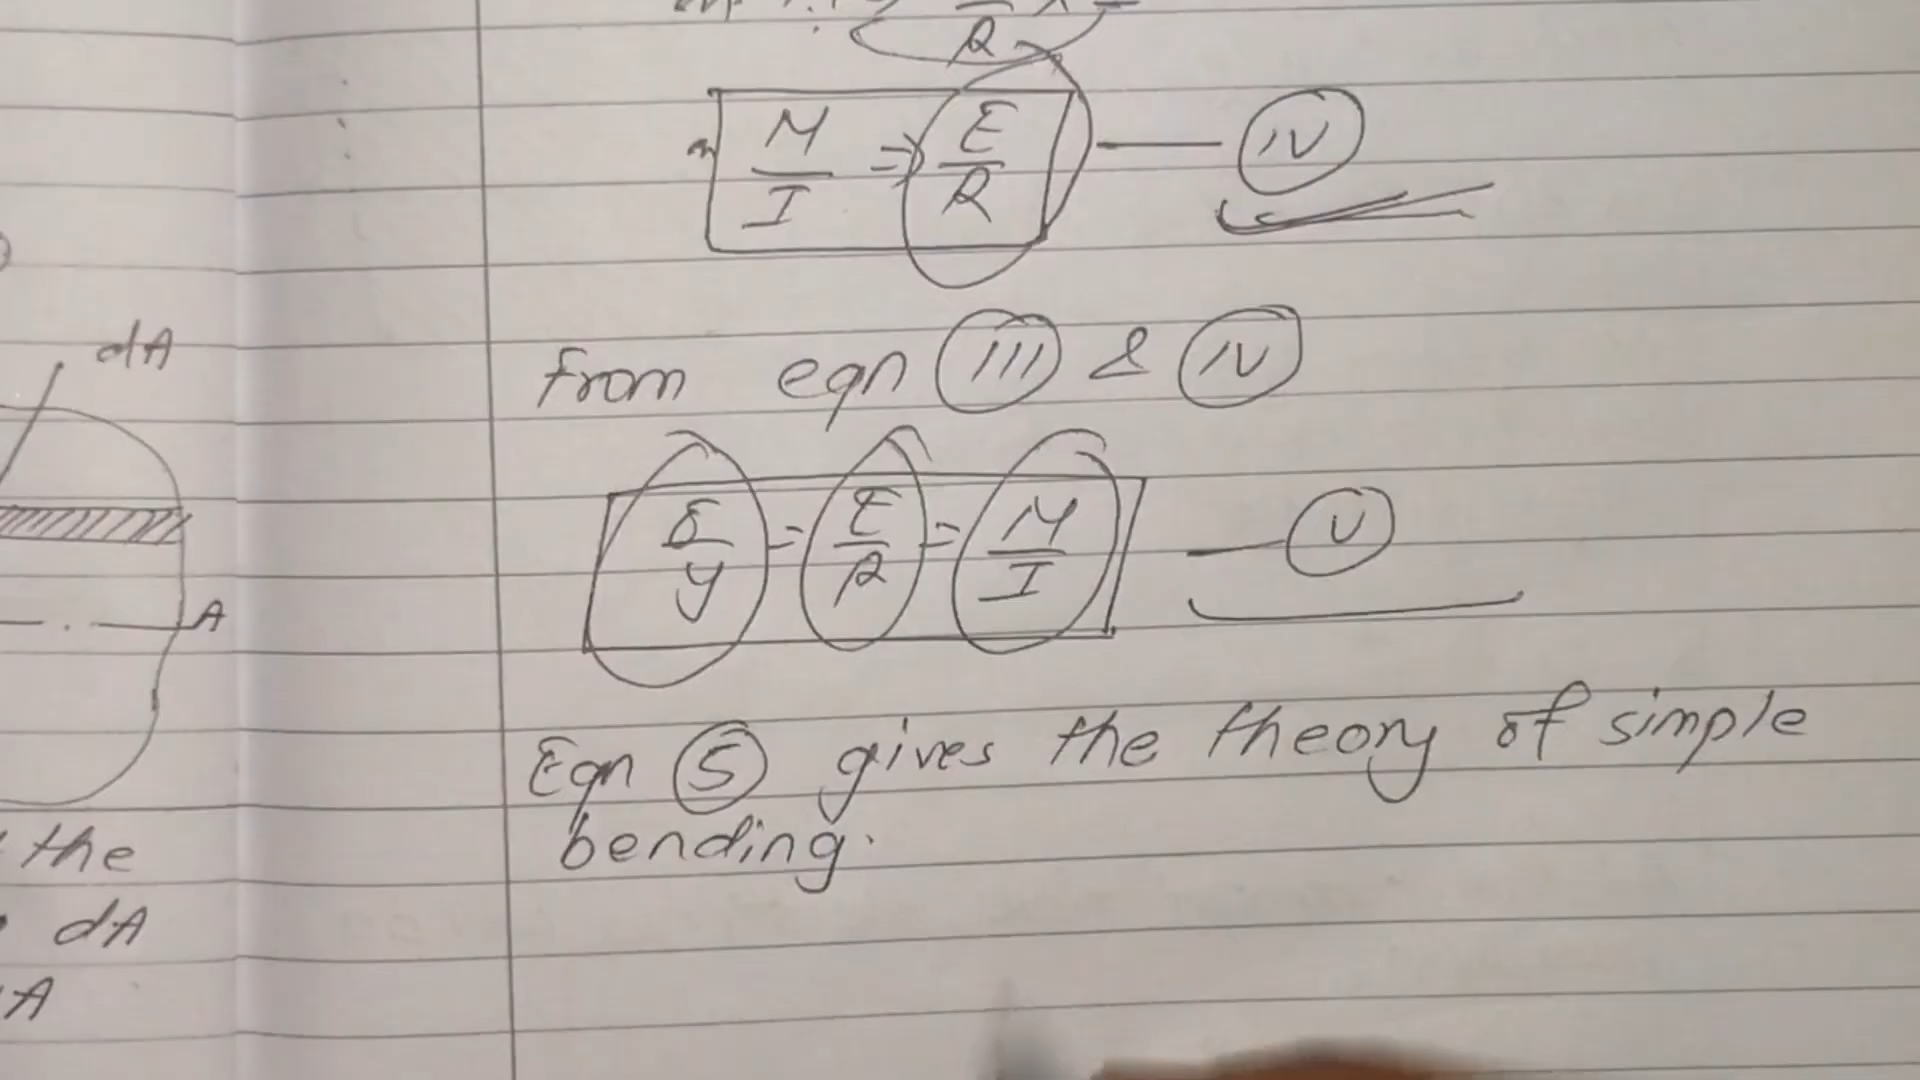 R
M/I = E/R — IV
from eqn III & IV
σ/y = E/R = M/I — V
Eqn 5 gives the theory of simple
bending.
dA
A
the
dA
A